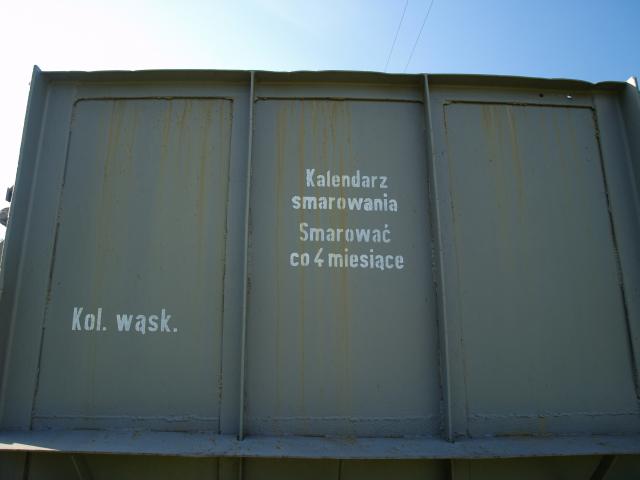 Kalendarz
smarowania
Smarować
co 4 miesiące
Kol. wąsk.